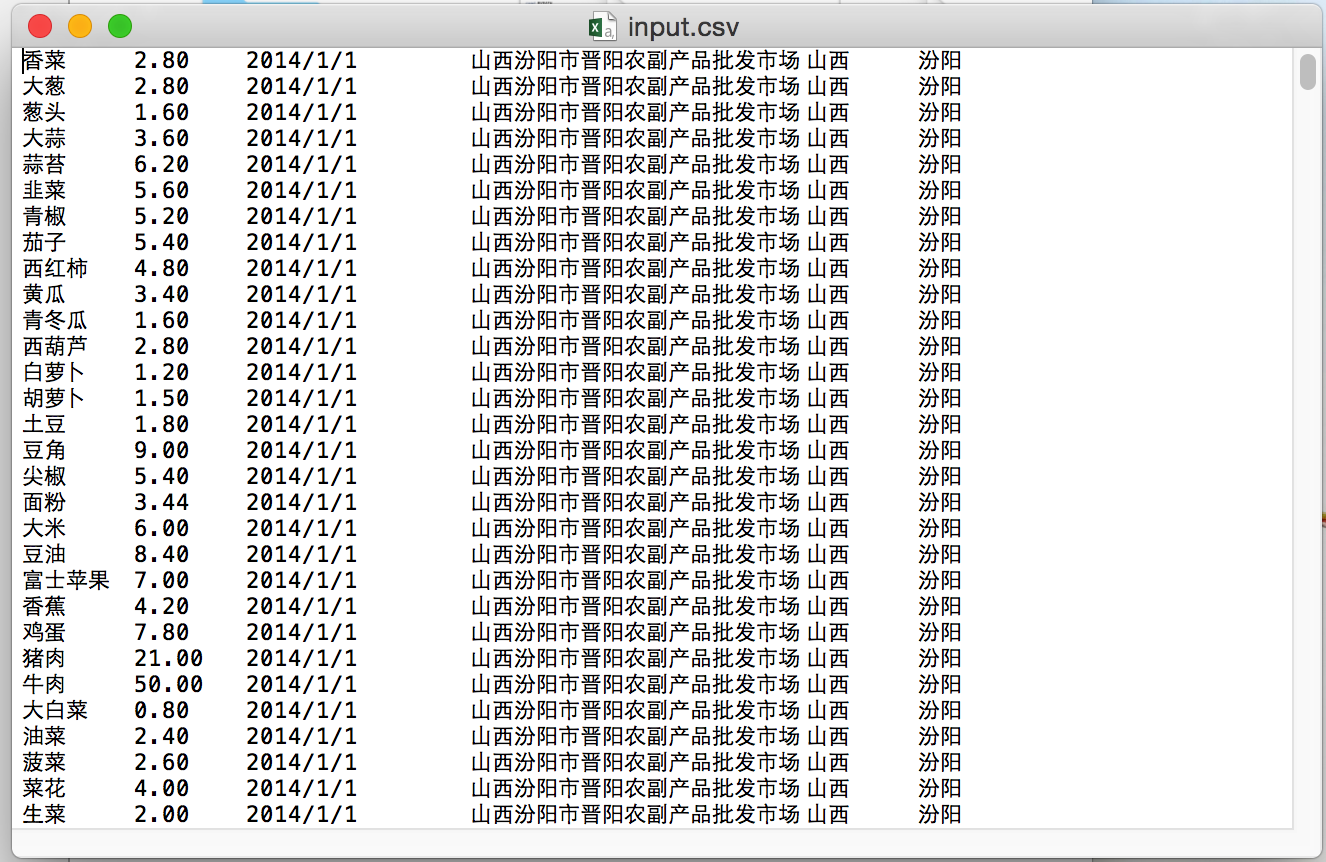 input.csv
香菜 2.80 2014/1/1 山西汾阳市晋阳农副产品批发市场 山西 汾阳
大葱 2.80 2014/1/1 山西汾阳市晋阳农副产品批发市场 山西 汾阳
葱头 1.60 2014/1/1 山西汾阳市晋阳农副产品批发市场 山西 汾阳
大蒜 3.60 2014/1/1 山西汾阳市晋阳农副产品批发市场 山西 汾阳
蒜苔 6.20 2014/1/1 山西汾阳市晋阳农副产品批发市场 山西 汾阳
韭菜 5.60 2014/1/1 山西汾阳市晋阳农副产品批发市场 山西 汾阳
青椒 5.20 2014/1/1 山西汾阳市晋阳农副产品批发市场 山西 汾阳
茄子 5.40 2014/1/1 山西汾阳市晋阳农副产品批发市场 山西 汾阳
西红柿 4.80 2014/1/1 山西汾阳市晋阳农副产品批发市场 山西 汾阳
黄瓜 3.40 2014/1/1 山西汾阳市晋阳农副产品批发市场 山西 汾阳
青冬瓜 1.60 2014/1/1 山西汾阳市晋阳农副产品批发市场 山西 汾阳
西葫芦 2.80 2014/1/1 山西汾阳市晋阳农副产品批发市场 山西 汾阳
白萝卜 1.20 2014/1/1 山西汾阳市晋阳农副产品批发市场 山西 汾阳
胡萝卜 1.50 2014/1/1 山西汾阳市晋阳农副产品批发市场 山西 汾阳
土豆 1.80 2014/1/1 山西汾阳市晋阳农副产品批发市场 山西 汾阳
豆角 9.00 2014/1/1 山西汾阳市晋阳农副产品批发市场 山西 汾阳
尖椒 5.40 2014/1/1 山西汾阳市晋阳农副产品批发市场 山西 汾阳
面粉 3.44 2014/1/1 山西汾阳市晋阳农副产品批发市场 山西 汾阳
大米 6.00 2014/1/1 山西汾阳市晋阳农副产品批发市场 山西 汾阳
豆油 8.40 2014/1/1 山西汾阳市晋阳农副产品批发市场 山西 汾阳
富士苹果 7.00 2014/1/1 山西汾阳市晋阳农副产品批发市场 山西 汾阳
香蕉 4.20 2014/1/1 山西汾阳市晋阳农副产品批发市场 山西 汾阳
鸡蛋 7.80 2014/1/1 山西汾阳市晋阳农副产品批发市场 山西 汾阳
猪肉 21.00 2014/1/1 山西汾阳市晋阳农副产品批发市场 山西 汾阳
牛肉 50.00 2014/1/1 山西汾阳市晋阳农副产品批发市场 山西 汾阳
大白菜 0.80 2014/1/1 山西汾阳市晋阳农副产品批发市场 山西 汾阳
油菜 2.40 2014/1/1 山西汾阳市晋阳农副产品批发市场 山西 汾阳
菠菜 2.60 2014/1/1 山西汾阳市晋阳农副产品批发市场 山西 汾阳
菜花 4.00 2014/1/1 山西汾阳市晋阳农副产品批发市场 山西 汾阳
生菜 2.00 2014/1/1 山西汾阳市晋阳农副产品批发市场 山西 汾阳